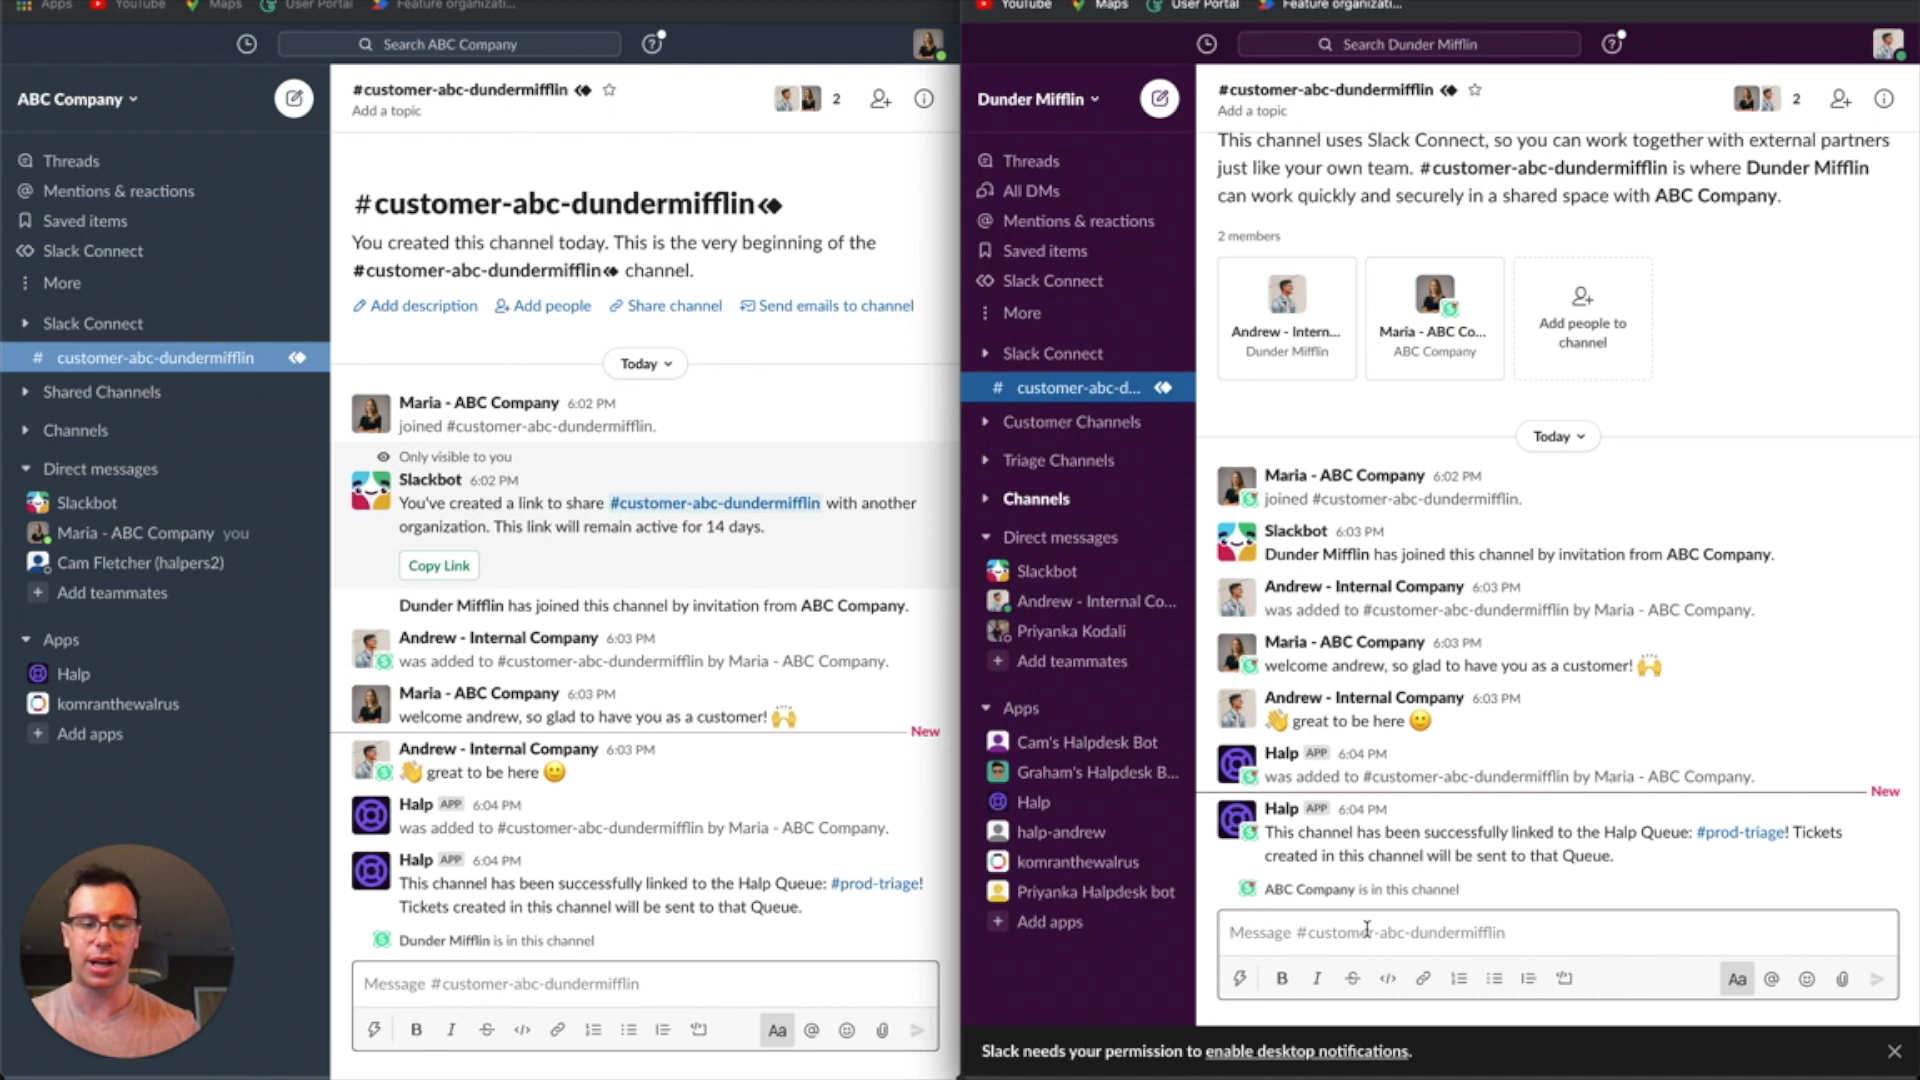 Apps YouTube Maps User Portal Feature organizati...
Search ABC Company
ABC Company
Threads
Mentions & reactions
Saved items
Slack Connect
More
Slack Connect
# customer-abc-dundermifflin
Shared Channels
Channels
Direct messages
Slackbot
Maria - ABC Company you
Cam Fletcher (halpers2)
+ Add teammates
Apps
Halp
komranthewalrus
+ Add apps
#customer-abc-dundermifflin
Add a topic
2
#customer-abc-dundermifflin
You created this channel today. This is the very beginning of the
#customer-abc-dundermifflin channel.
Add description Add people Share channel Send emails to channel
Today
Maria - ABC Company 6:02 PM
joined #customer-abc-dundermifflin.
Only visible to you
Slackbot 6:02 PM
You've created a link to share #customer-abc-dundermifflin with another
organization. This link will remain active for 14 days.
Copy Link
Dunder Mifflin has joined this channel by invitation from ABC Company.
Andrew - Internal Company 6:03 PM
was added to #customer-abc-dundermifflin by Maria - ABC Company.
Maria - ABC Company 6:03 PM
welcome andrew, so glad to have you as a customer! 🙌
New
Andrew - Internal Company 6:03 PM
👋 great to be here 🙂
Halp APP 6:04 PM
was added to #customer-abc-dundermifflin by Maria - ABC Company.
Halp APP 6:04 PM
This channel has been successfully linked to the Halp Queue: #prod-triage!
Tickets created in this channel will be sent to that Queue.
Dunder Mifflin is in this channel
Message #customer-abc-dundermifflin
B I S </> Aa @
YouTube Maps User Portal Feature organizati...
Search Dunder Mifflin
Dunder Mifflin
Threads
All DMs
Mentions & reactions
Saved items
Slack Connect
More
Slack Connect
# customer-abc-d...
Customer Channels
Triage Channels
Channels
Direct messages
Slackbot
Andrew - Internal Co...
Priyanka Kodali
+ Add teammates
Apps
Cam's Helpdesk Bot
Graham's Helpdesk B...
Halp
halp-andrew
komranthewalrus
Priyanka Helpdesk bot
+ Add apps
#customer-abc-dundermifflin
Add a topic
2
This channel uses Slack Connect, so you can work together with external partners
just like your own team. #customer-abc-dundermifflin is where Dunder Mifflin
can work quickly and securely in a shared space with ABC Company.
2 members
Andrew - Intern...
Dunder Mifflin
Maria - ABC Co...
ABC Company
Add people to
channel
Today
Maria - ABC Company 6:02 PM
joined #customer-abc-dundermifflin.
Slackbot 6:03 PM
Dunder Mifflin has joined this channel by invitation from ABC Company.
Andrew - Internal Company 6:03 PM
was added to #customer-abc-dundermifflin by Maria - ABC Company.
Maria - ABC Company 6:03 PM
welcome andrew, so glad to have you as a customer! 🙌
Andrew - Internal Company 6:03 PM
👋 great to be here 🙂
Halp APP 6:04 PM
was added to #customer-abc-dundermifflin by Maria - ABC Company.
New
Halp APP 6:04 PM
This channel has been successfully linked to the Halp Queue: #prod-triage! Tickets
created in this channel will be sent to that Queue.
ABC Company is in this channel
Message #customer-abc-dundermifflin
B I S </> Aa @
Slack needs your permission to enable desktop notifications.